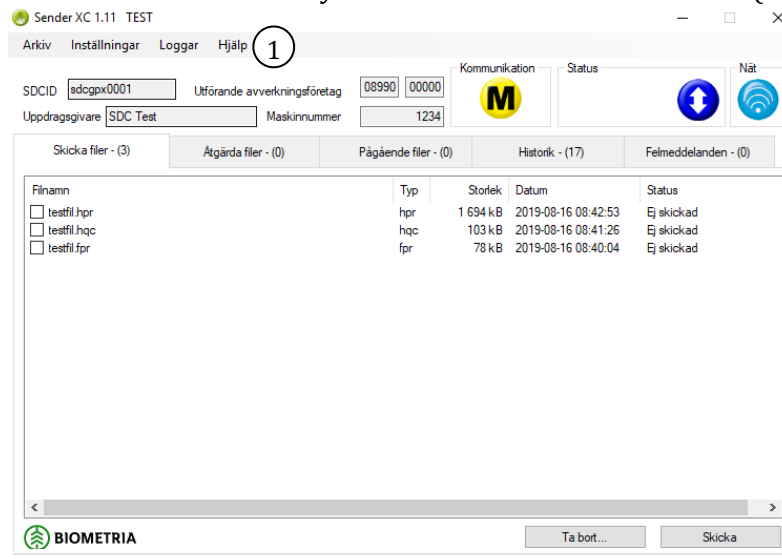 Sender XC 1.11 TEST
Arkiv Inställningar Loggar Hjälp 1
Kommunikation Status Nät
SDCID sdcgpx0001 Utförande avverkningsföretag 08990 00000 M
Uppdragsgivare SDC Test Maskinnummer 1234
Skicka filer - (3) Åtgärda filer - (0) Pågående filer - (0) Historik - (17) Felmeddelanden - (0)
Filnamn Typ Storlek Datum Status
testfil.hpr hpr 1 694 kB 2019-08-16 08:42:53 Ej skickad
testfil.hqc hqc 103 kB 2019-08-16 08:41:26 Ej skickad
testfil.fpr fpr 78 kB 2019-08-16 08:40:04 Ej skickad
BIOMETRIA Ta bort... Skicka